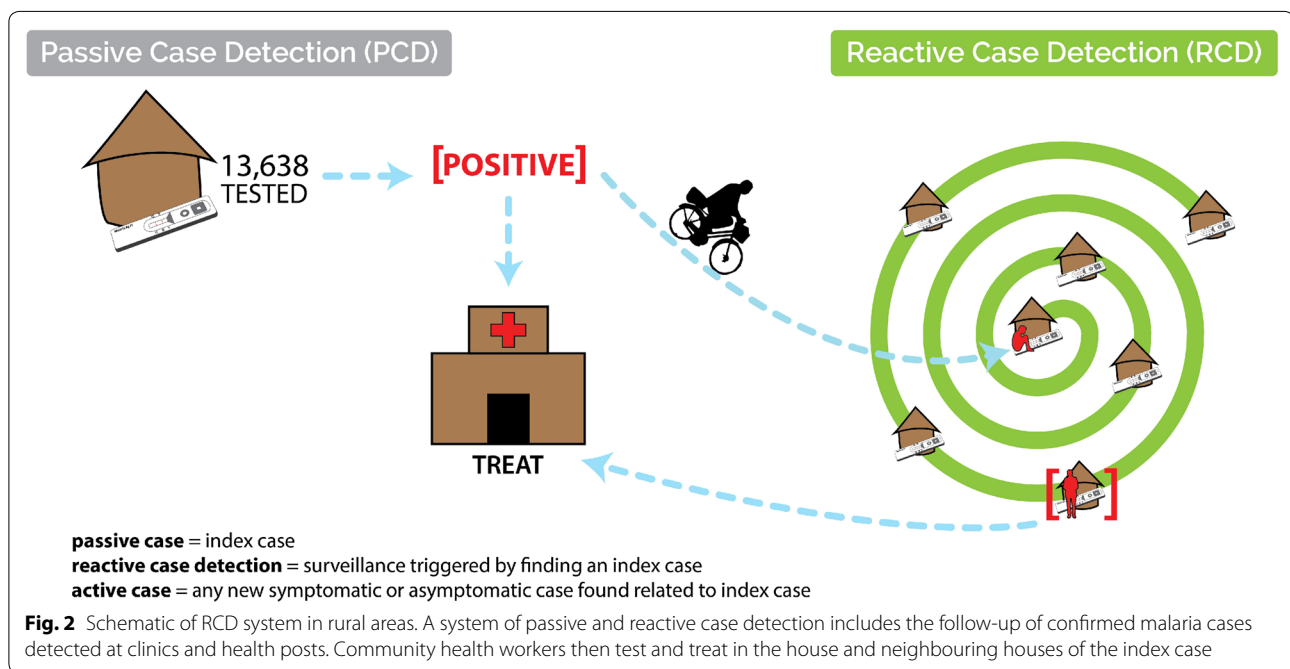 Passive Case Detection (PCD)
Reactive Case Detection (RCD)
13,638
TESTED
[POSITIVE]
TREAT
passive case = index case
reactive case detection = surveillance triggered by finding an index case
active case = any new symptomatic or asymptomatic case found related to index case
Fig. 2 Schematic of RCD system in rural areas. A system of passive and reactive case detection includes the follow-up of confirmed malaria cases
detected at clinics and health posts. Community health workers then test and treat in the house and neighbouring houses of the index case